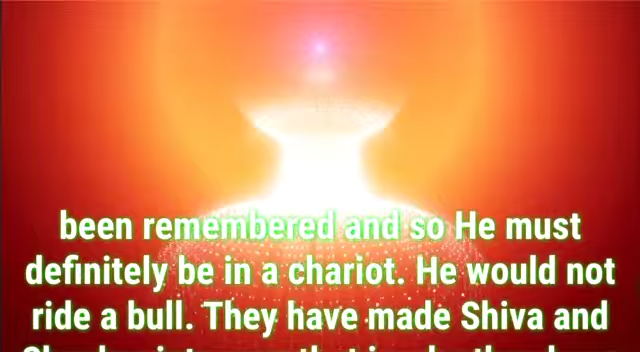 been remembered and so He must
definitely be in a chariot. He would not
ride a bull. They have made Shiva and